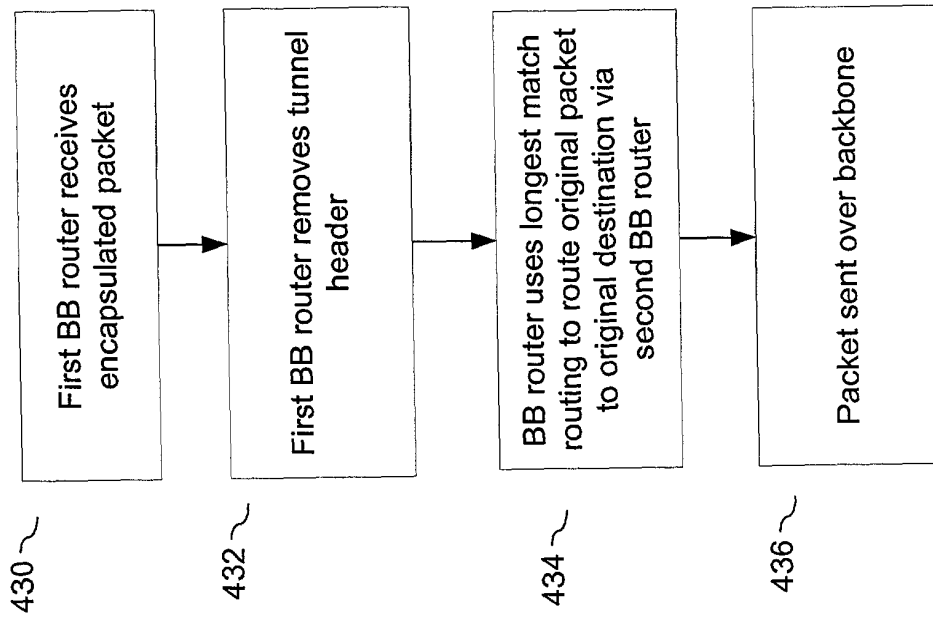 430
First BB router receives
encapsulated packet
432
First BB router removes tunnel
header
434
BB router uses longest match
routing to route original packet
to original destination via
second BB router
436
Packet sent over backbone